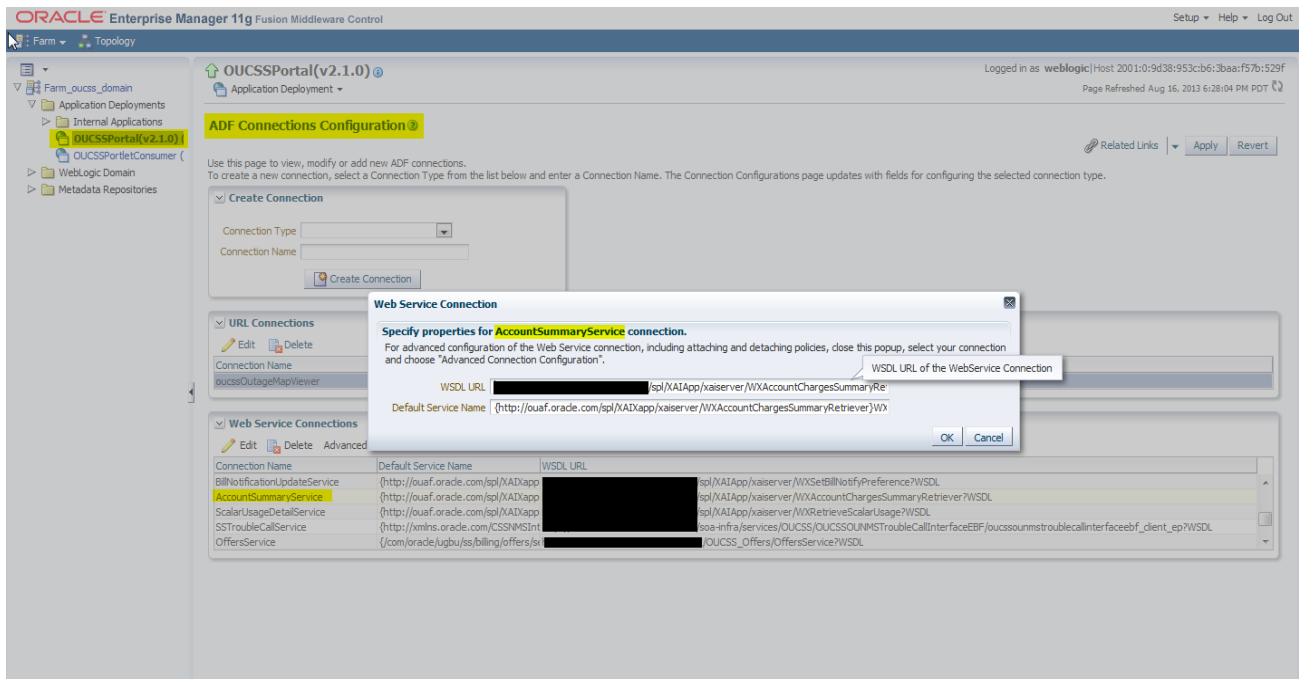 ORACLE Enterprise Manager 11g Fusion Middleware Control
Setup Help Log Out
Farm Topology
OUCSSPortal(v2.1.0)
Logged in as weblogic|Host 2001:0:9d38:953c:b6:3baa:f57b:529f
Application Deployment
Page Refreshed Aug 16, 2013 6:28:04 PM PDT
Farm_oucss_domain
Application Deployments
Internal Applications
OUCSSPortal(v2.1.0) (
OUCSSPortletConsumer (
WebLogic Domain
Metadata Repositories
ADF Connections Configuration
Related Links Apply Revert
Use this page to view, modify or add new ADF connections.
To create a new connection, select a Connection Type from the list below and enter a Connection Name. The Connection Configurations page updates with fields for configuring the selected connection type.
Create Connection
Connection Type
Connection Name
Create Connection
URL Connections
Edit Delete
Connection Name
oucssOutageMapViewer
Web Service Connection
Specify properties for AccountSummaryService connection.
For advanced configuration of the Web Service connection, including attaching and detaching policies, close this popup, select your connection
and choose "Advanced Connection Configuration".
WSDL URL of the WebService Connection
WSDL URL /spl/XAIApp/xaiserver/WXAccountChargesSummaryRe
Default Service Name {http://ouaf.oracle.com/spl/XAIXapp/xaiserver/WXAccountChargesSummaryRetriever}WX
OK Cancel
Web Service Connections
Edit Delete Advanced
Connection Name Default Service Name WSDL URL
BillNotificationUpdateService {http://ouaf.oracle.com/spl/XAIXapp /spl/XAIApp/xaiserver/WXSetBillNotifyPreference?WSDL
AccountSummaryService {http://ouaf.oracle.com/spl/XAIXapp /spl/XAIApp/xaiserver/WXAccountChargesSummaryRetriever?WSDL
ScalarUsageDetailService {http://ouaf.oracle.com/spl/XAIXapp /spl/XAIApp/xaiserver/WXRetrieveScalarUsage?WSDL
SSTroubleCallService {http://xmlns.oracle.com/CSSNMSInt /soa-infra/services/OUCSS/OUCSSOUNMSTroubleCallInterfaceEBF/oucssounmstroublecallinterfaceebf_client_ep?WSDL
OffersService {/com/oracle/ugbu/ss/billing/offers/se /OUCSS_Offers/OffersService?WSDL